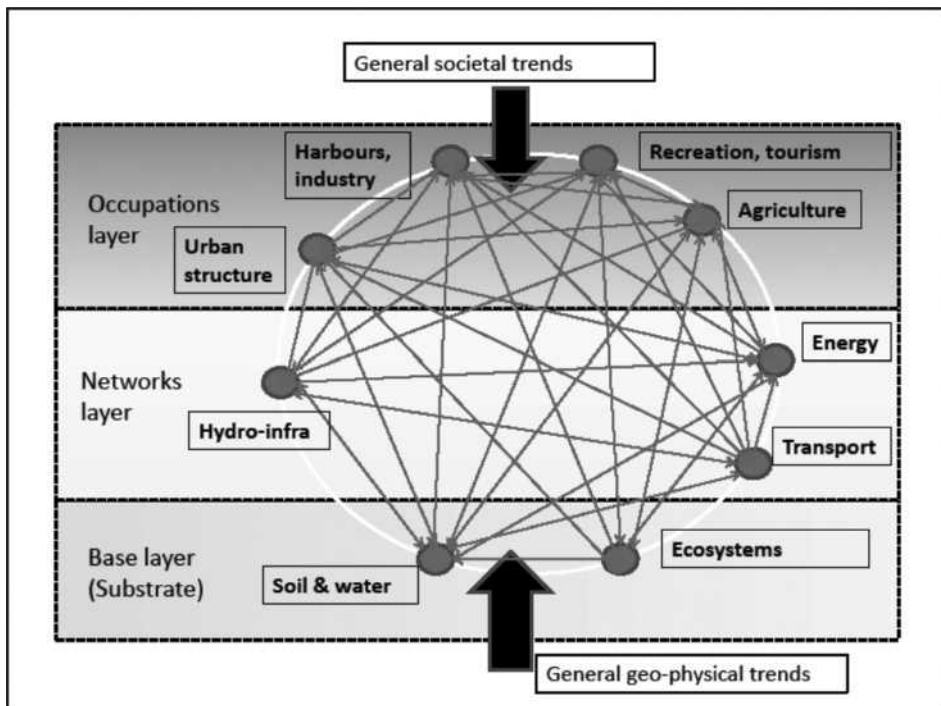 General societal trends
Harbours,
industry
Recreation, tourism
Occupations
layer
Agriculture
Urban
structure
Energy
Networks
layer
Hydro-infra
Transport
Base layer
(Substrate)
Soil & water
Ecosystems
General geo-physical trends